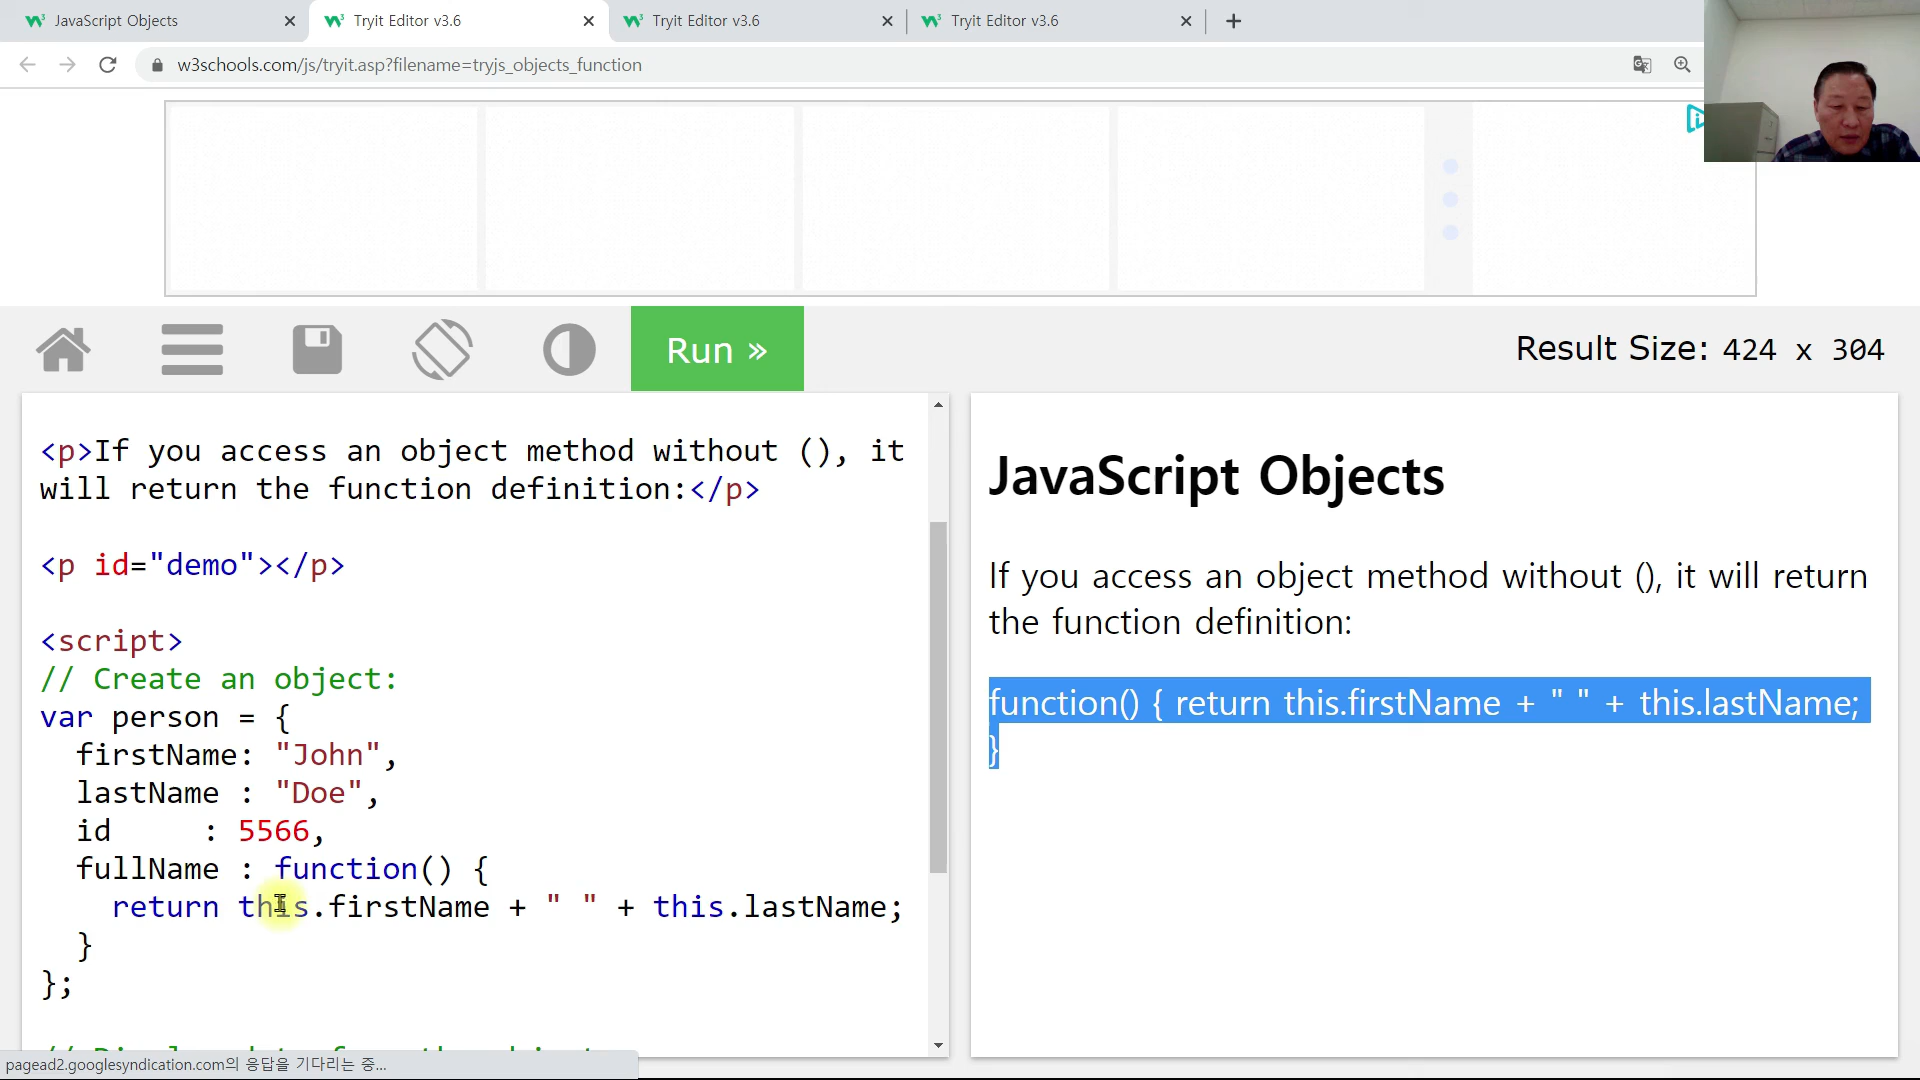 JavaScript Objects
Tryit Editor v3.6
Tryit Editor v3.6
Tryit Editor v3.6
w3schools.com/js/tryit.asp?filename=tryjs_objects_function
Run »
Result Size: 424 x 304
<p>If you access an object method without (), it
will return the function definition:</p>
<p id="demo"></p>
<script>
// Create an object:
var person = {
  firstName: "John",
  lastName : "Doe",
  id     : 5566,
  fullName : function() {
    return this.firstName + " " + this.lastName;
  }
};
JavaScript Objects
If you access an object method without (), it will return
the function definition:
function() { return this.firstName + " " + this.lastName;
}
pagead2.googlesyndication.com의 응답을 기다리는 중...